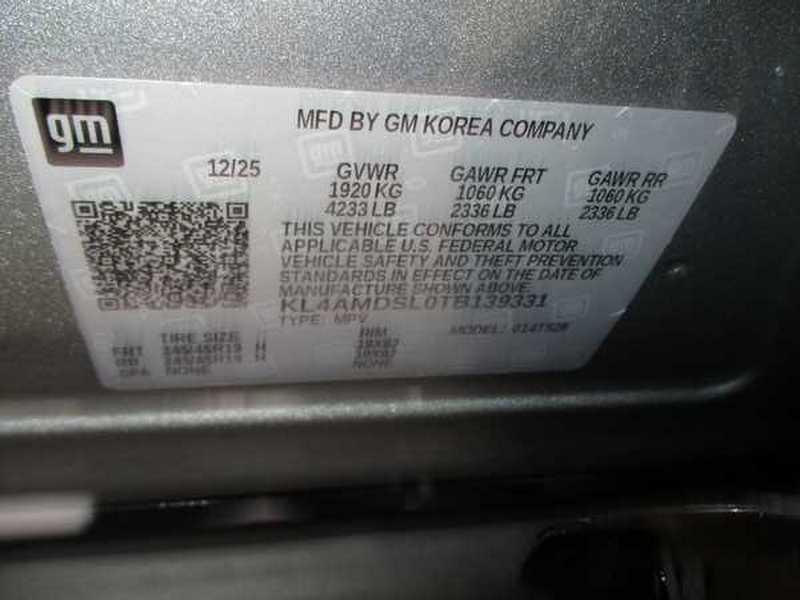 gm
MFD BY GM KOREA COMPANY
12/25 GVWR GAWR FRT GAWR RR
1920 KG 1060 KG 1060 KG
4233 LB 2336 LB 2336 LB
THIS VEHICLE CONFORMS TO ALL
APPLICABLE U.S. FEDERAL MOTOR
VEHICLE SAFETY AND THEFT PREVENTION
STANDARDS IN EFFECT ON THE DATE OF
MANUFACTURE SHOWN ABOVE.
KL4AMDSL0TB139331
TYPE: MPV MODEL:
TIRE SIZE RIM
FRT H
RR H
SPA NONE NONE